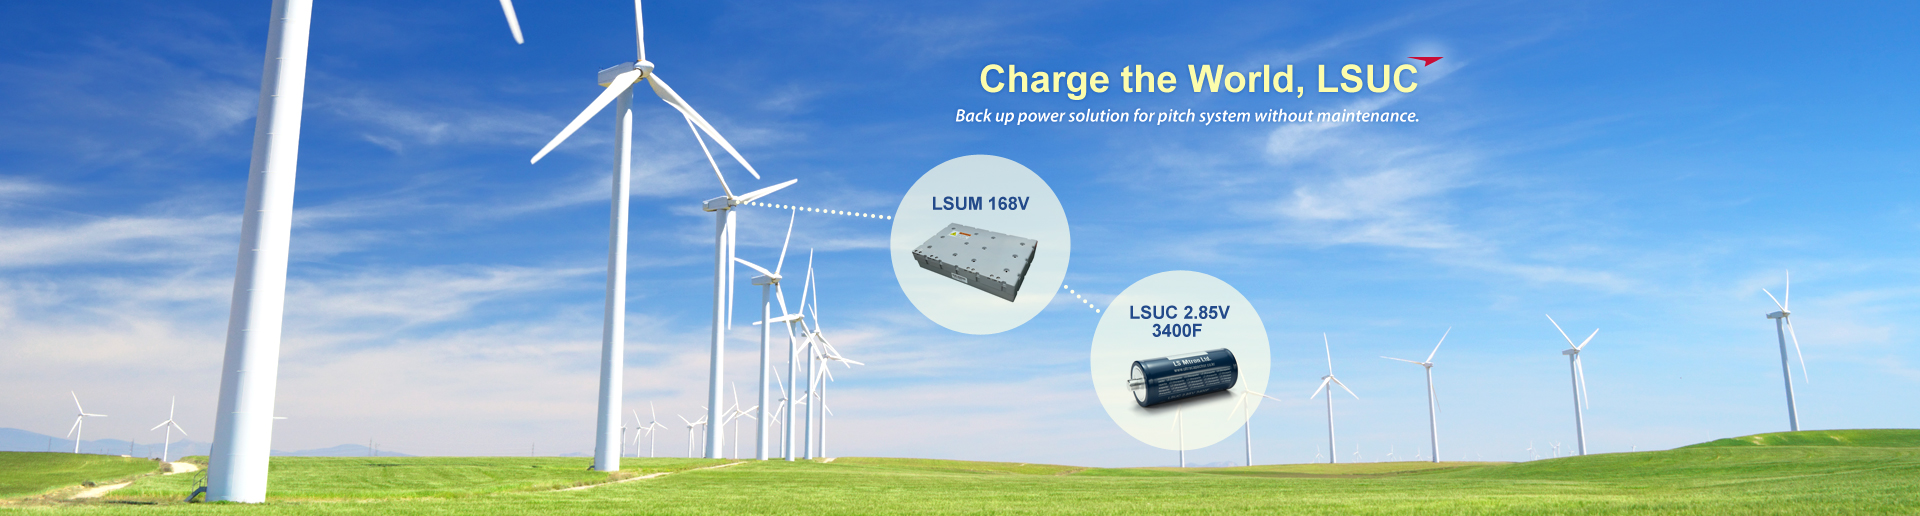 Charge the World, LSUC
Back up power solution for pitch system without maintenance.
LSUM 168V
LSUC 2.85V
3400F
LS Mtron Ltd.